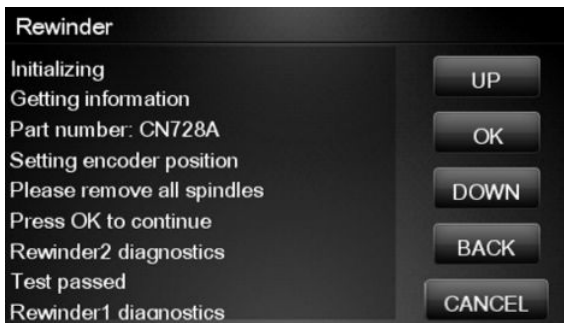 Rewinder
Initializing
Getting information
Part number: CN728A
Setting encoder position
Please remove all spindles
Press OK to continue
Rewinder2 diagnostics
Test passed
Rewinder1 diagnostics
UP
OK
DOWN
BACK
CANCEL